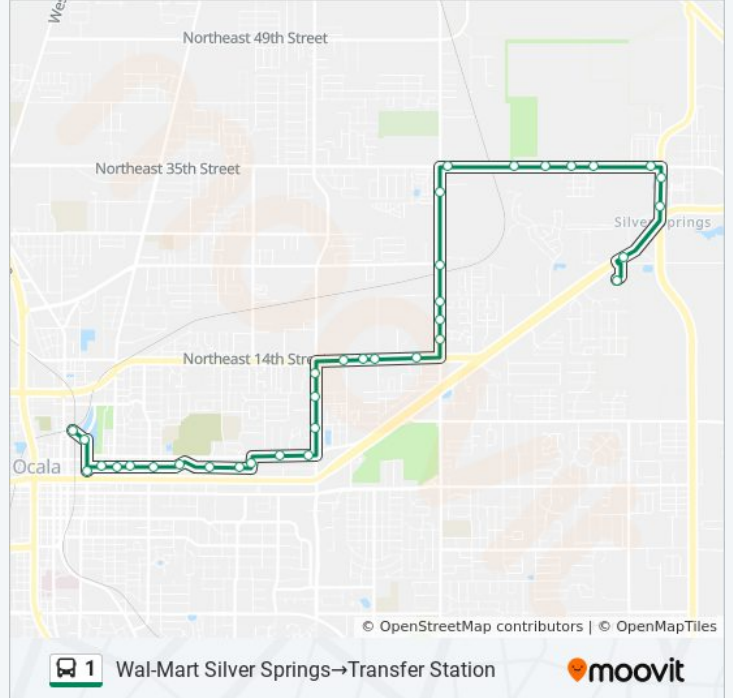 Wes
Northeast 49th Street
Northeast 35th Street
Silver Springs
Northeast 14th Stre
Ocala
© OpenStreetMap contributors | © OpenMapTiles
1 Wal-Mart Silver Springs→Transfer Station
moovit